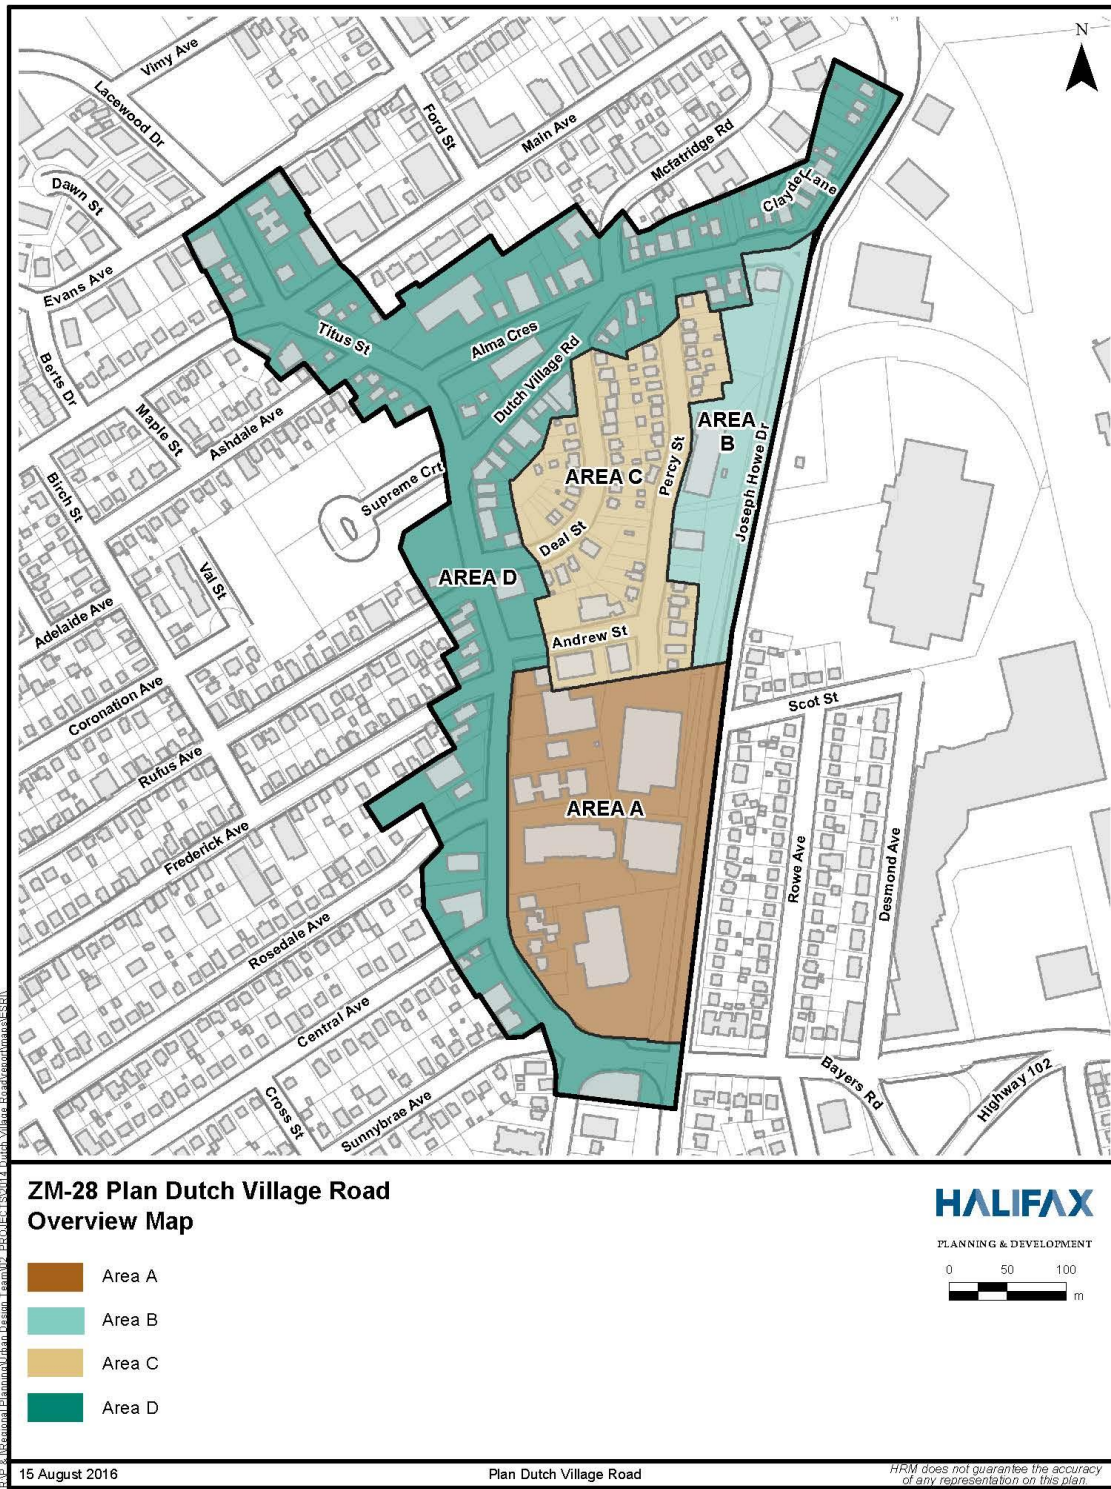 N
Vimy Ave
Lacewood Dr
Ford St
Main Ave
Mcfatridge Rd
Dawn St
Clayder Lane
Evans Ave
Titus St
Alma Cres
Dutch Village Rd
Berts Dr
Maple St
Ashdale Ave
AREA
B
Percy St
Joseph Howe Dr
Supreme Crt
AREA C
Birch St
Deal St
Val St
AREA D
Adelaide Ave
Andrew St
Coronation Ave
Scot St
Rufus Ave
AREA A
Frederick Ave
Rowe Ave
Desmond Ave
Rosedale Ave
Central Ave
Bayers Rd
Highway 102
Cross St
Sunnybrae Ave
ZM-28 Plan Dutch Village Road
Overview Map
Area A
Area B
Area C
Area D
HALIFAX
PLANNING & DEVELOPMENT
0 50 100
m
15 August 2016
Plan Dutch Village Road
HRM does not guarantee the accuracy
of any representation on this plan.